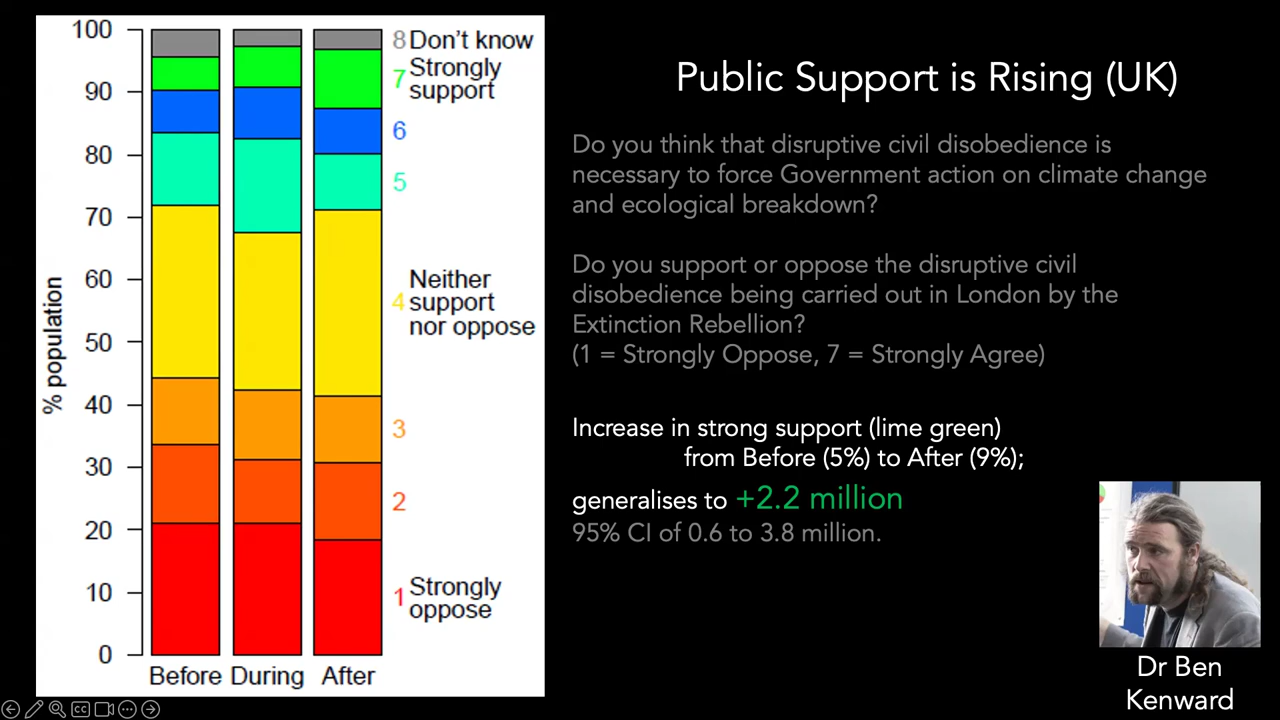 Public Support is Rising (UK)
Do you think that disruptive civil disobedience is
necessary to force Government action on climate change
and ecological breakdown?
Do you support or oppose the disruptive civil
disobedience being carried out in London by the
Extinction Rebellion?
(1 = Strongly Oppose, 7 = Strongly Agree)
Increase in strong support (lime green)
from Before (5%) to After (9%);
generalises to +2.2 million
95% CI of 0.6 to 3.8 million.
Dr Ben
Kenward
% population
100
90
80
70
60
50
40
30
20
10
0
8 Don't know
7 Strongly
support
6
5
4 Neither
support
nor oppose
3
2
1 Strongly
oppose
Before During After
CC